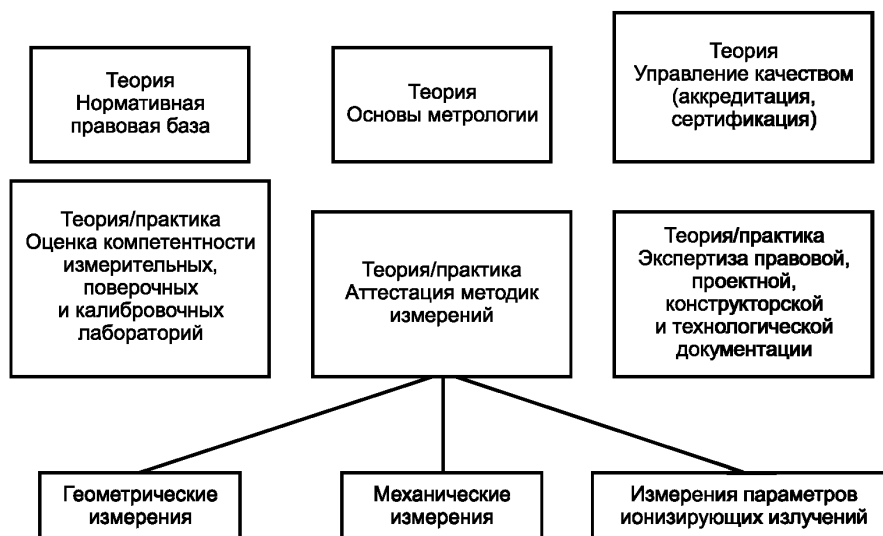 Теория
Нормативная
правовая база
Теория
Основы метрологии
Теория
Управление качеством
(аккредитация,
сертификация)
Теория/практика
Оценка компетентности
измерительных,
поверочных
и калибровочных
лабораторий
Теория/практика
Аттестация методик
измерений
Теория/практика
Экспертиза правовой,
проектной,
конструкторской
и технологической
документации
Геометрические
измерения
Механические
измерения
Измерения параметров
ионизирующих излучений